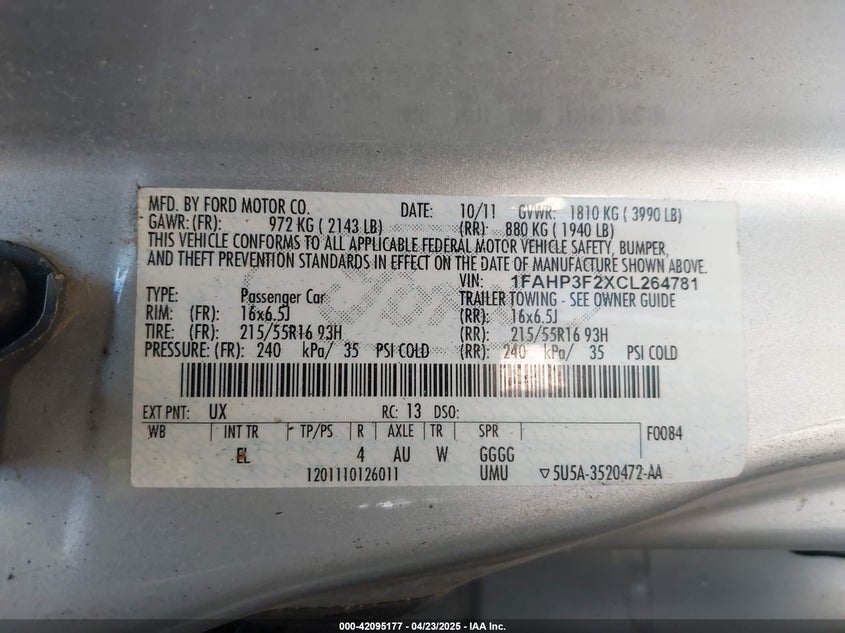 MFD. BY FORD MOTOR CO. DATE: 10/11 GVWR: 1810 KG ( 3990 LB)
GAWR: (FR): 972 KG ( 2143 LB) (RR): 880 KG ( 1940 LB)
THIS VEHICLE CONFORMS TO ALL APPLICABLE FEDERAL MOTOR VEHICLE SAFETY, BUMPER,
AND THEFT PREVENTION STANDARDS IN EFFECT ON THE DATE OF MANUFACTURE SHOWN ABOVE.
VIN: 1FAHP3F2XCL264781
TYPE: Passenger Car TRAILER TOWING - SEE OWNER GUIDE
RIM: (FR): 16x6.5J (RR): 16x6.5J
TIRE: (FR): 215/55R16 93H (RR): 215/55R16 93H
PRESSURE: (FR): 240 kPa/ 35 PSI COLD (RR): 240 kPa/ 35 PSI COLD
EXT PNT: UX RC: 13 DSO:
WB INT TR TP/PS R AXLE TR SPR F0084
EL 4 AU W GGGG
1201110126011 UMU ▽5U5A-3520472-AA
000-42095177 - 04/23/2025 - IAA Inc.